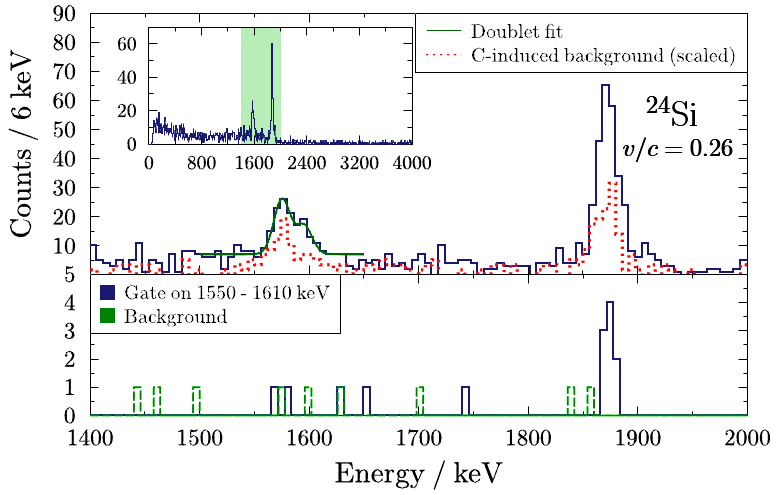 90
80
70
60
50
40
30
20
10
Counts / 6 keV
60
40
20
0
0 800 1600 2400 3200 4000
Doublet fit
C-induced background (scaled)
24Si
v/c = 0.26
5
4
3
2
1
0
Gate on 1550 - 1610 keV
Background
1400 1500 1600 1700 1800 1900 2000
Energy / keV